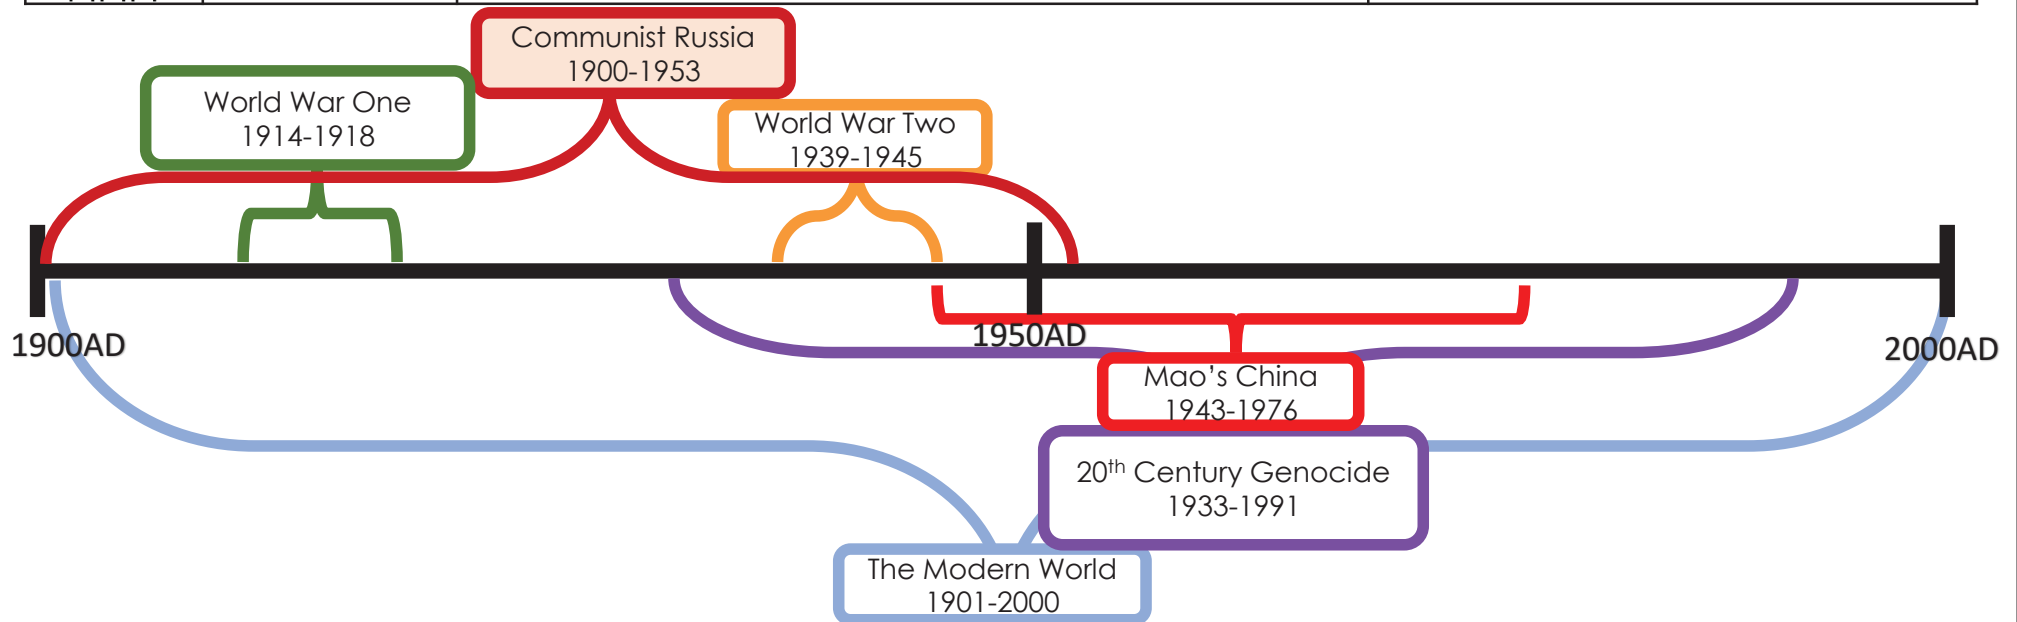 Communist Russia
1900-1953
World War One
1914-1918
World War Two
1939-1945
1900AD
1950AD
2000AD
Mao’s China
1943-1976
20th Century Genocide
1933-1991
The Modern World
1901-2000